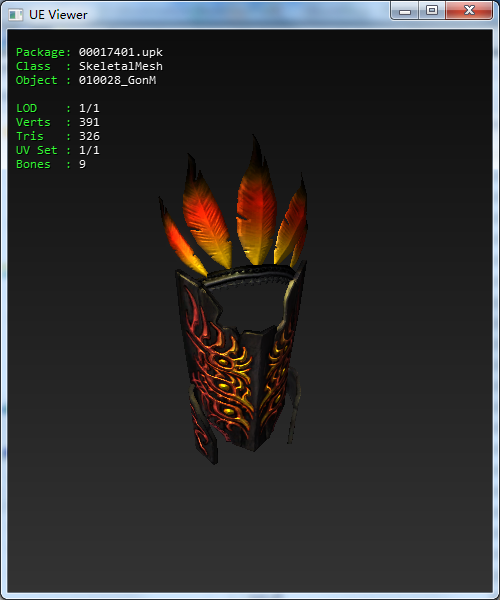 UE Viewer
Package: 00017401.upk
Class : SkeletalMesh
Object : 010028_GonM
LOD : 1/1
Verts : 391
Tris : 326
UV Set : 1/1
Bones : 9